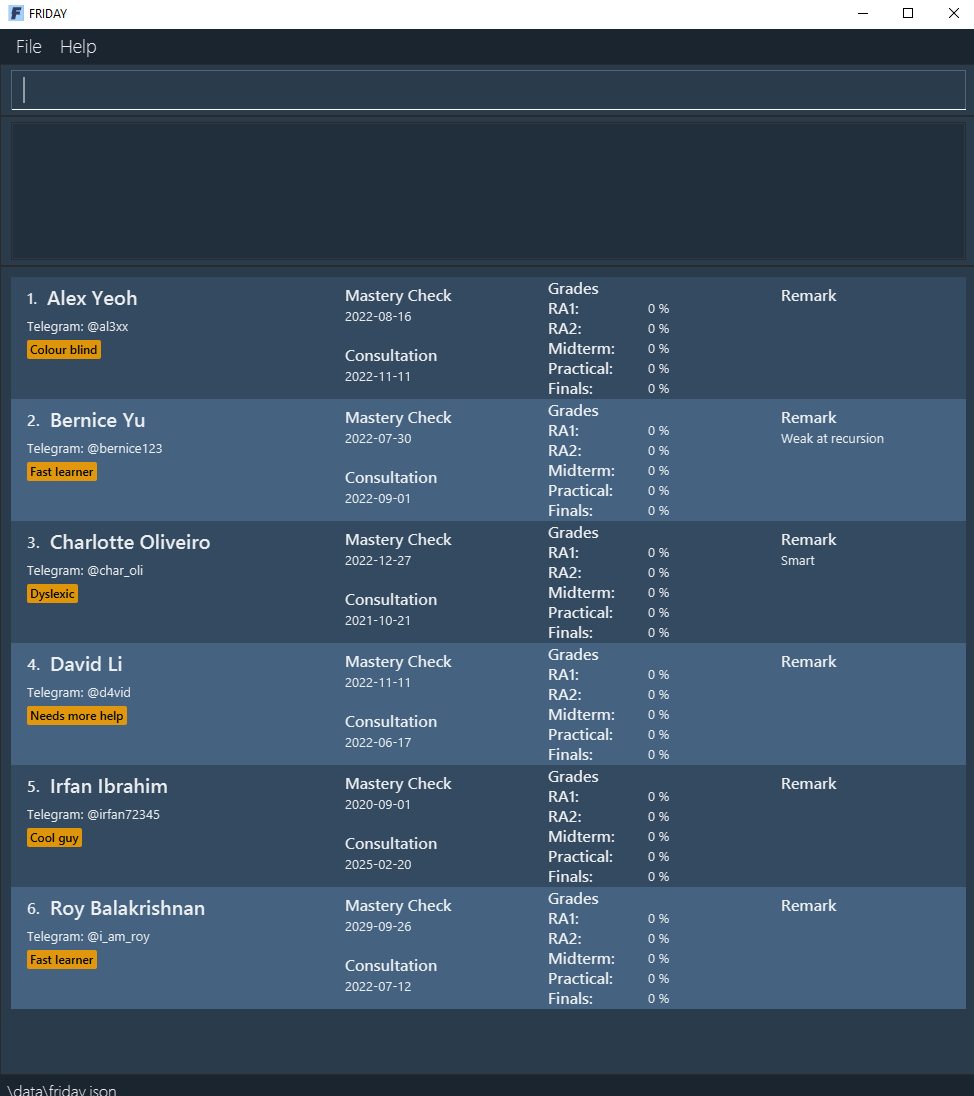 FRIDAY
File Help
1. Alex Yeoh
Telegram: @al3xx
Colour blind
Mastery Check
2022-08-16
Consultation
2022-11-11
Grades
RA1: 0 %
RA2: 0 %
Midterm: 0 %
Practical: 0 %
Finals: 0 %
Remark
2. Bernice Yu
Telegram: @bernice123
Fast learner
Mastery Check
2022-07-30
Consultation
2022-09-01
Grades
RA1: 0 %
RA2: 0 %
Midterm: 0 %
Practical: 0 %
Finals: 0 %
Remark
Weak at recursion
3. Charlotte Oliveiro
Telegram: @char_oli
Dyslexic
Mastery Check
2022-12-27
Consultation
2021-10-21
Grades
RA1: 0 %
RA2: 0 %
Midterm: 0 %
Practical: 0 %
Finals: 0 %
Remark
Smart
4. David Li
Telegram: @d4vid
Needs more help
Mastery Check
2022-11-11
Consultation
2022-06-17
Grades
RA1: 0 %
RA2: 0 %
Midterm: 0 %
Practical: 0 %
Finals: 0 %
Remark
5. Irfan Ibrahim
Telegram: @irfan72345
Cool guy
Mastery Check
2020-09-01
Consultation
2025-02-20
Grades
RA1: 0 %
RA2: 0 %
Midterm: 0 %
Practical: 0 %
Finals: 0 %
Remark
6. Roy Balakrishnan
Telegram: @i_am_roy
Fast learner
Mastery Check
2029-09-26
Consultation
2022-07-12
Grades
RA1: 0 %
RA2: 0 %
Midterm: 0 %
Practical: 0 %
Finals: 0 %
Remark
\data\friday.json